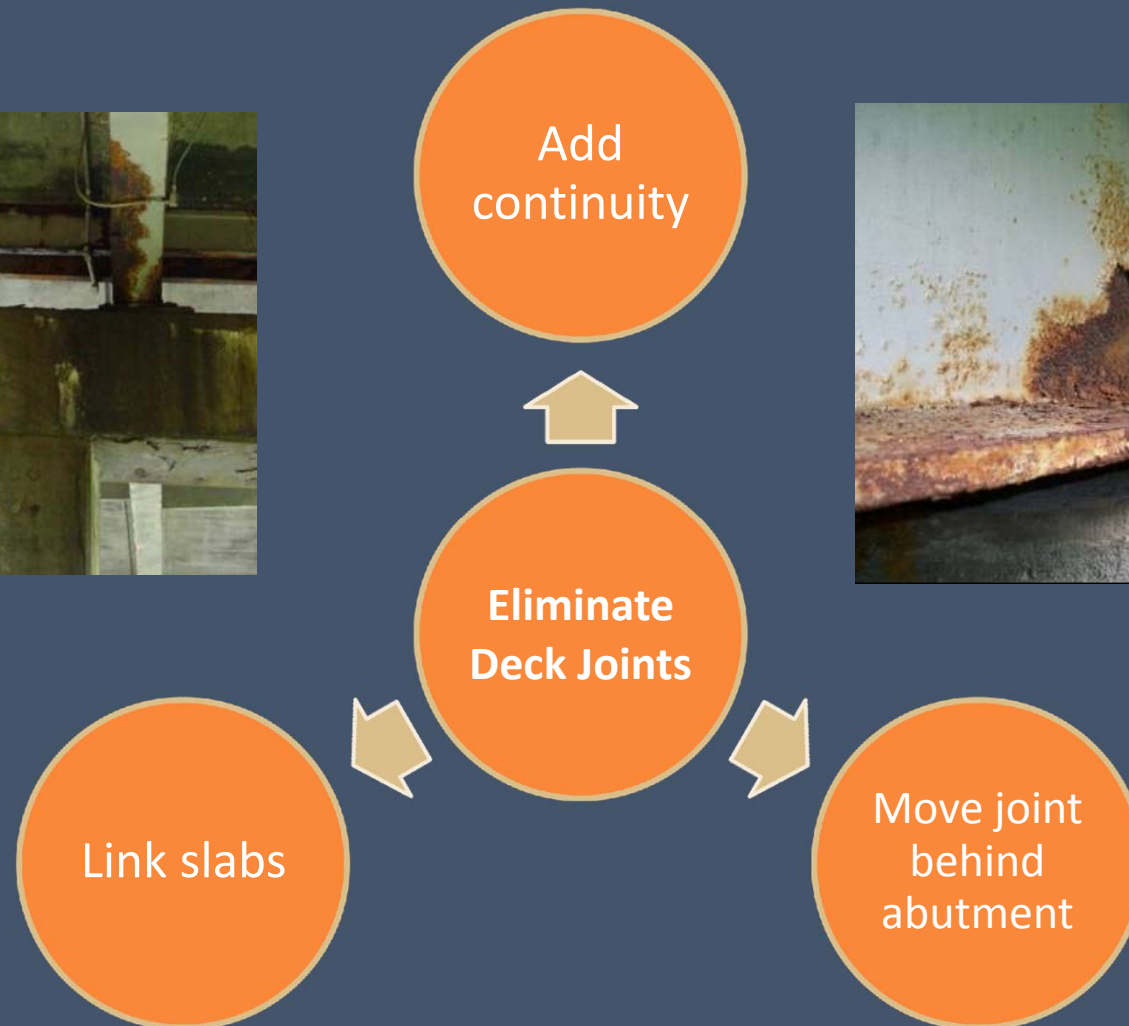 Add
continuity
Eliminate
Deck Joints
Link slabs
Move joint
behind
abutment